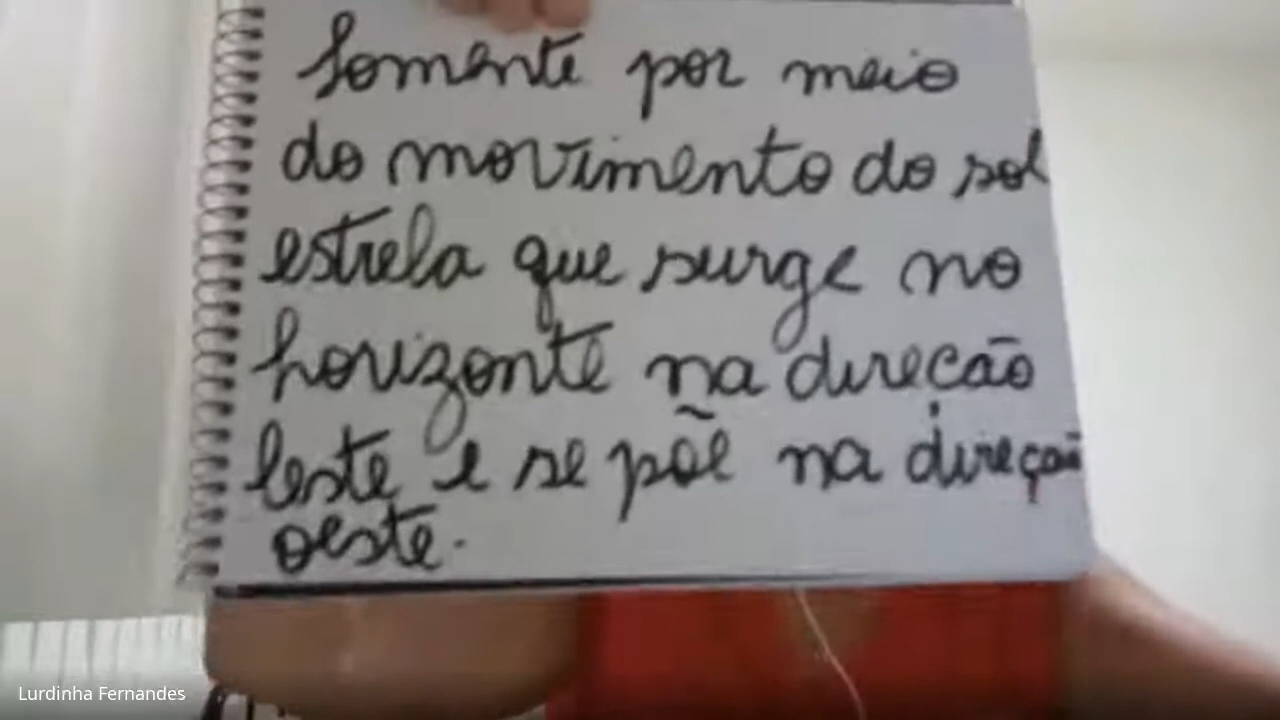 Somente por meio
do movimento do sol
estrela que surge no
horizonte na direcão
leste e se põe na direção
oeste.
Lurdinha Fernandes